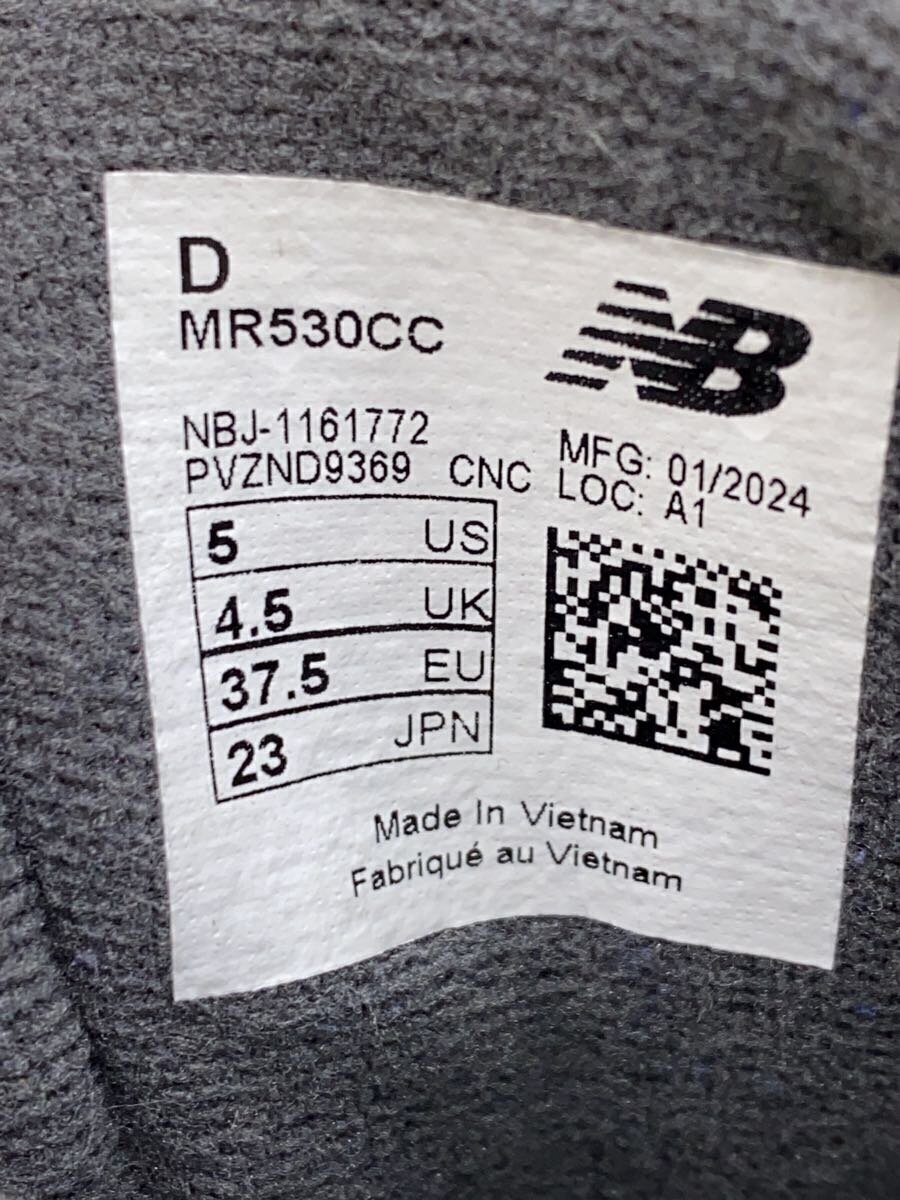 D
MR530CC
NB
NBJ-1161772
PVZND9369 CNC
MFG: 01/2024
LOC: A1
5 US
4.5 UK
37.5 EU
23 JPN
Made In Vietnam
Fabriqué au Vietnam